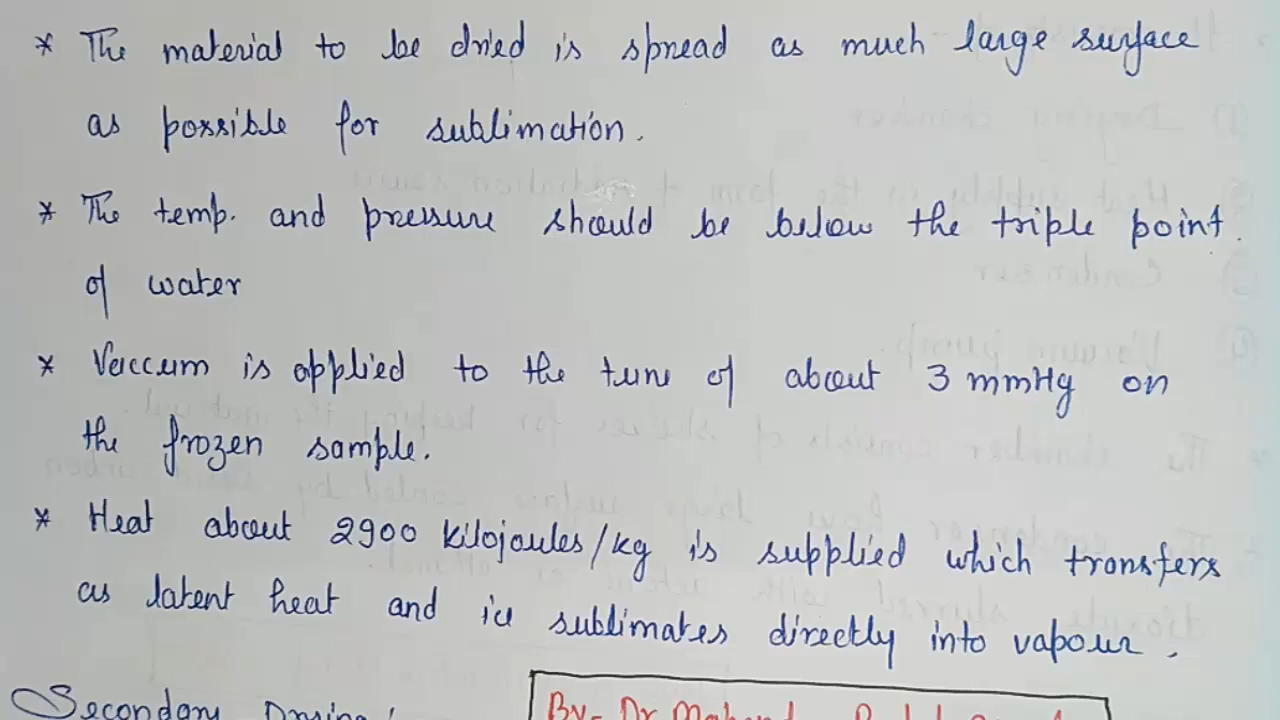 * The material to be dried is spread as much large surface
as possible for sublimation.
* The temp. and pressure should be below the triple point
of water
* Vaccum is applied to the tune of about 3 mmHg on
the frozen sample.
* Heat about 2900 kilojoules/kg is supplied which transfers
as latent heat and ice sublimates directly into vapour.
Secondary Drying:
By- Dr.